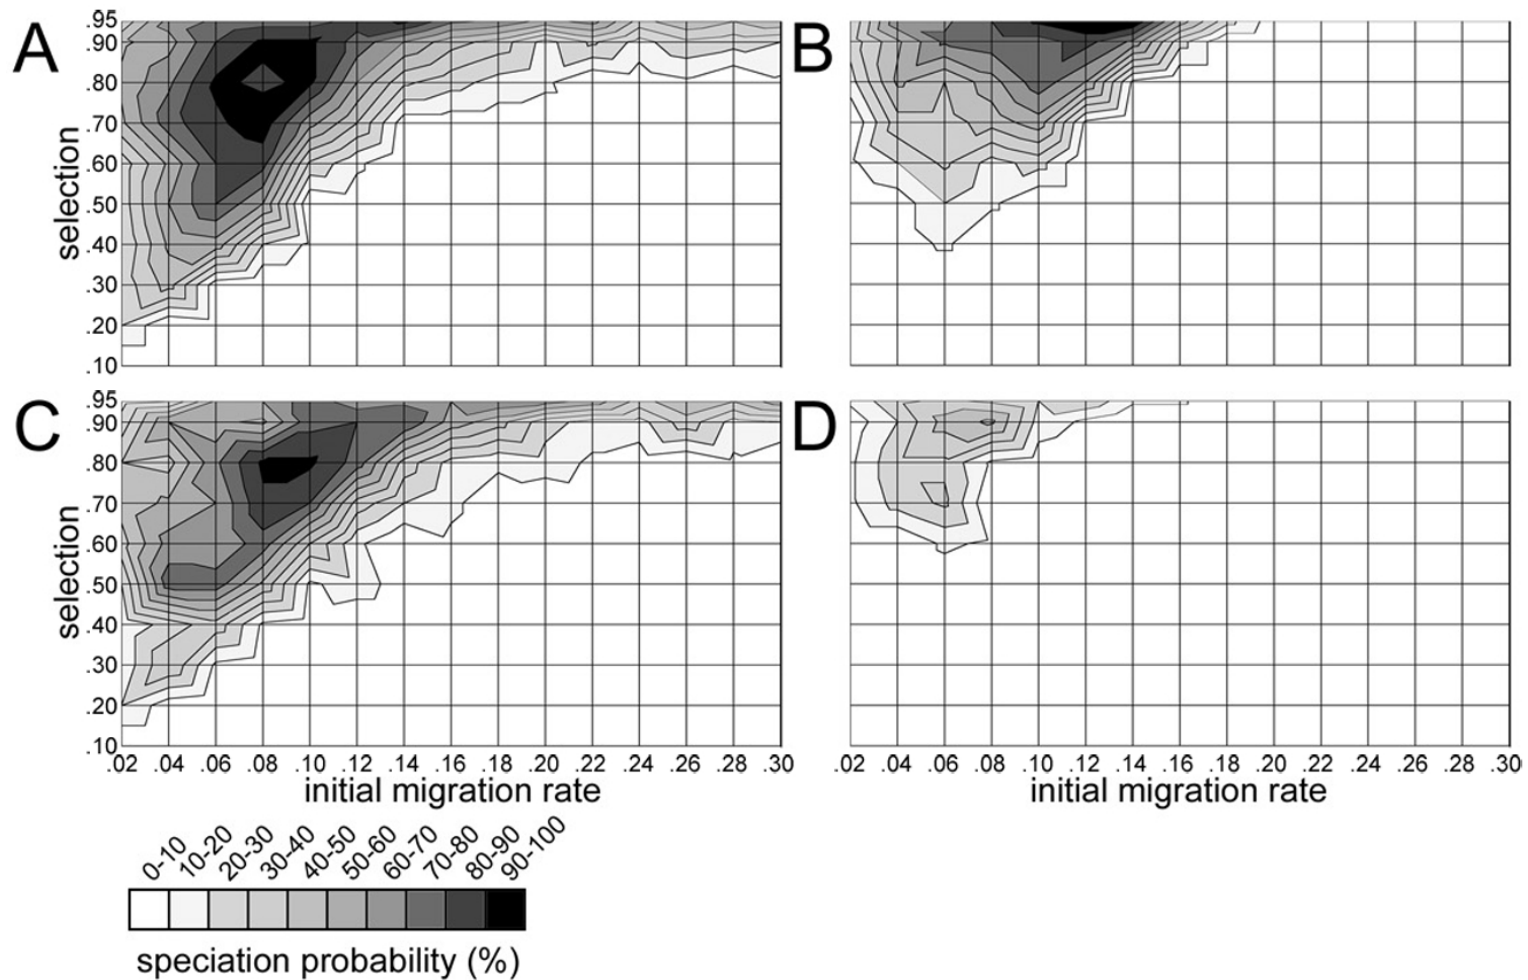 A
B
selection
.95
.90
.80
.70
.60
.50
.40
.30
.20
.10
C
D
selection
.95
.90
.80
.70
.60
.50
.40
.30
.20
.10
.02 .04 .06 .08 .10 .12 .14 .16 .18 .20 .22 .24 .26 .28 .30
.02 .04 .06 .08 .10 .12 .14 .16 .18 .20 .22 .24 .26 .28 .30
initial migration rate
initial migration rate
0-10
10-20
20-30
30-40
40-50
50-60
60-70
70-80
80-90
90-100
speciation probability (%)